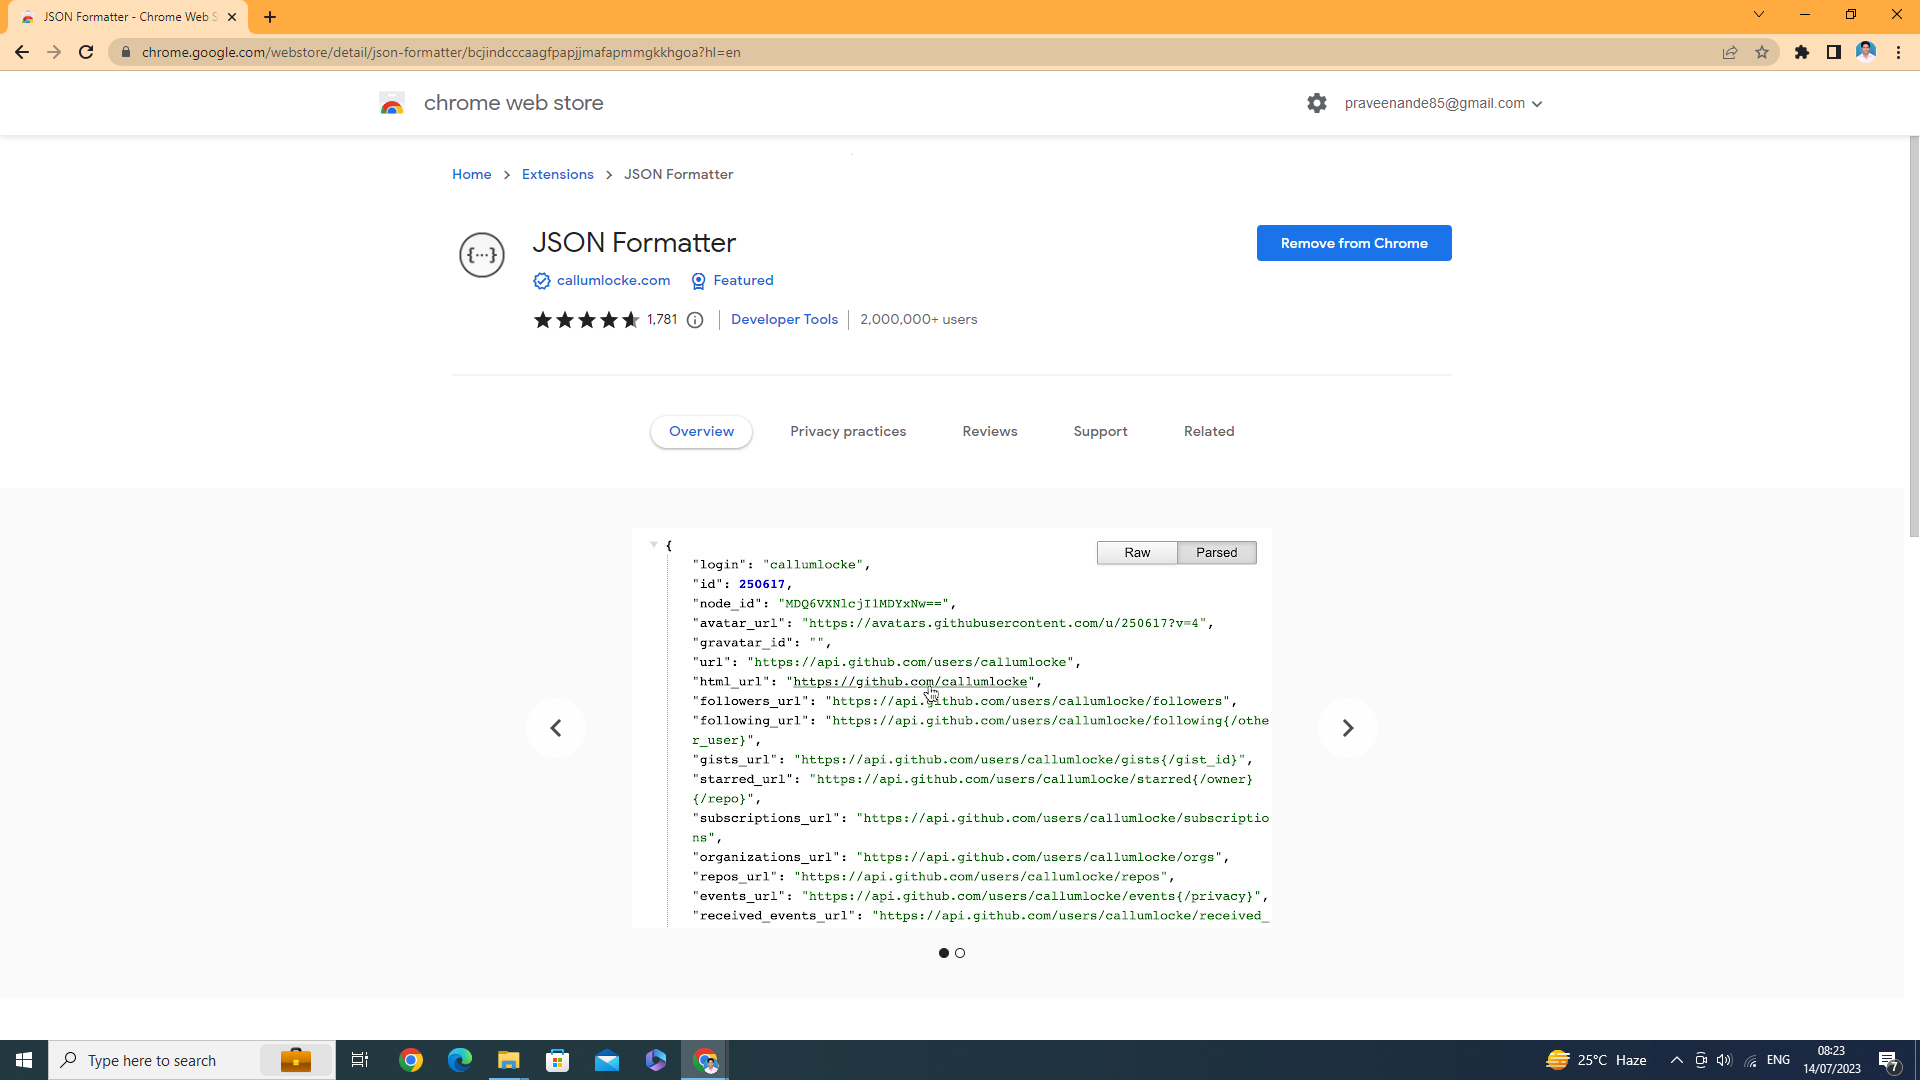 JSON Formatter - Chrome Web S
chrome.google.com/webstore/detail/json-formatter/bcjindcccaagfpapjjmafapmmgkkhgoa?hl=en
chrome web store
praveenande85@gmail.com
Home > Extensions > JSON Formatter
{···}
JSON Formatter
Remove from Chrome
callumlocke.com Featured
1,781 Developer Tools 2,000,000+ users
Overview Privacy practices Reviews Support Related
Raw Parsed
{
"login": "callumlocke",
"id": 250617,
"node_id": "MDQ6VXNlcjI1MDYxNw==",
"avatar_url": "https://avatars.githubusercontent.com/u/250617?v=4",
"gravatar_id": "",
"url": "https://api.github.com/users/callumlocke",
"html_url": "https://github.com/callumlocke",
"followers_url": "https://api.github.com/users/callumlocke/followers",
"following_url": "https://api.github.com/users/callumlocke/following{/othe
r_user}",
"gists_url": "https://api.github.com/users/callumlocke/gists{/gist_id}",
"starred_url": "https://api.github.com/users/callumlocke/starred{/owner}
{/repo}",
"subscriptions_url": "https://api.github.com/users/callumlocke/subscriptio
ns",
"organizations_url": "https://api.github.com/users/callumlocke/orgs",
"repos_url": "https://api.github.com/users/callumlocke/repos",
"events_url": "https://api.github.com/users/callumlocke/events{/privacy}",
"received_events_url": "https://api.github.com/users/callumlocke/received_
Type here to search
25°C Haze
ENG
08:23
14/07/2023
7